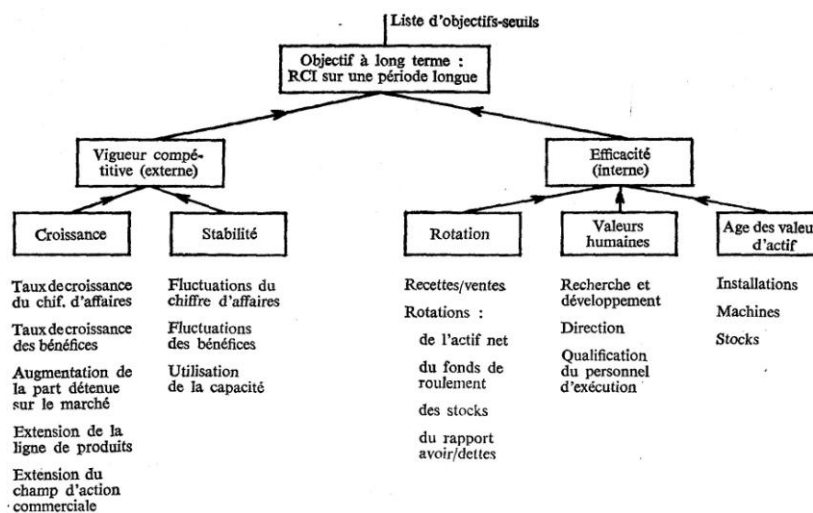 Liste d'objectifs-seuils
Objectif à long terme :
RCI sur une période longue
Vigueur compé-
titive (externe)
Efficacité
(interne)
Croissance
Stabilité
Rotation
Valeurs
humaines
Age des valeu
d'actif
Taux de croissance
du chif. d'affaires
Taux de croissance
des bénéfices
Augmentation de
la part détenue
sur le marché
Extension de la
ligne de produits
Extension du
champ d'action
commerciale
Fluctuations du
chiffre d'affaires
Fluctuations
des bénéfices
Utilisation
de la capacité
Recettes/ventes
Rotations :
de l'actif net
du fonds de
roulement
des stocks
du rapport
avoir/dettes
Recherche et
développement
Direction
Qualification
du personnel
d'exécution
Installations
Machines
Stocks